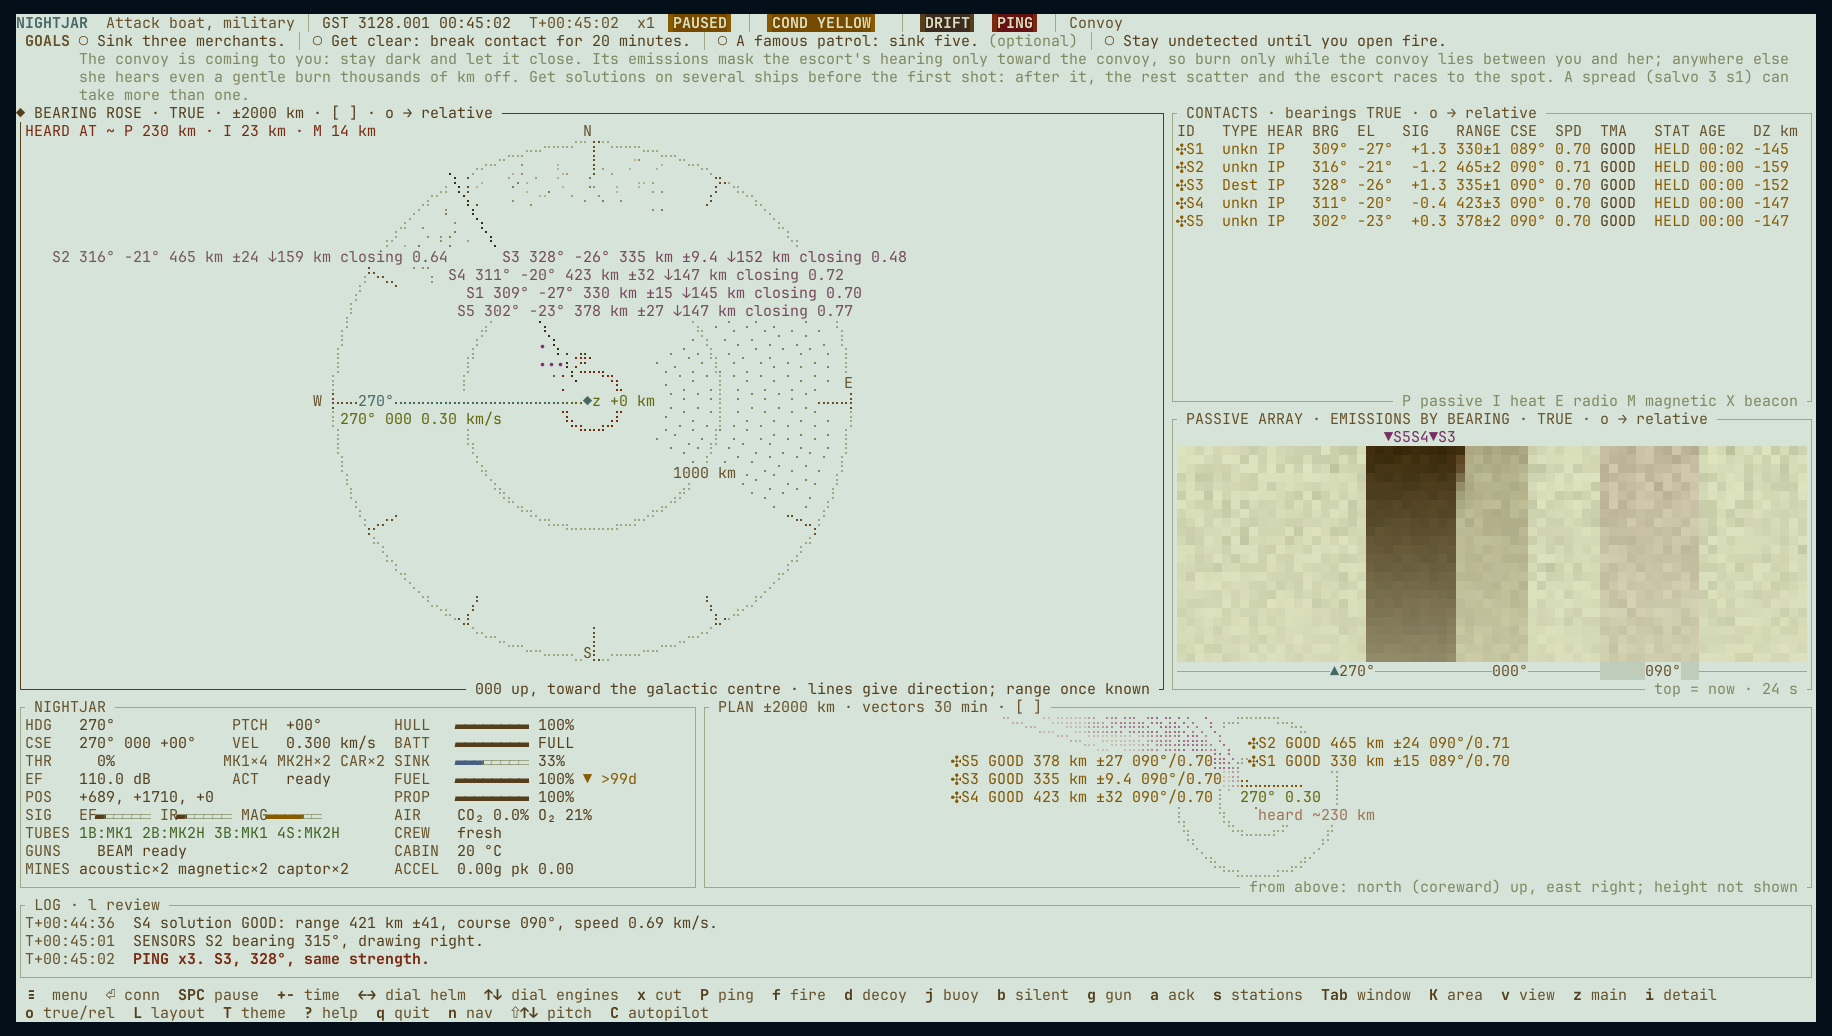 NIGHTJAR Attack boat, military GST 3128.001 00:45:02 T+00:45:02 x1 PAUSED COND YELLOW DRIFT PING Convoy
GOALS ○ Sink three merchants. ○ Get clear: break contact for 20 minutes. ○ A famous patrol: sink five. (optional) ○ Stay undetected until you open fire.
The convoy is coming to you: stay dark and let it close. Its emissions mask the escort's hearing only toward the convoy, so burn only while the convoy lies between you and her; anywhere else
she hears even a gentle burn thousands of km off. Get solutions on several ships before the first shot: after it, the rest scatter and the escort races to the spot. A spread (salvo 3 s1) can
take more than one.
◆ BEARING ROSE · TRUE · ±2000 km · [ ] · o → relative
HEARD AT ~ P 230 km · I 23 km · M 14 km
N
S2 316° -21° 465 km ±24 ↓159 km closing 0.64
S3 328° -26° 335 km ±9.4 ↓152 km closing 0.48
S4 311° -20° 423 km ±32 ↓147 km closing 0.72
S1 309° -27° 330 km ±15 ↓145 km closing 0.70
S5 302° -23° 378 km ±27 ↓147 km closing 0.77
E
W 270° ◆z +0 km
270° 000 0.30 km/s
1000 km
S
000 up, toward the galactic centre · lines give direction; range once known
CONTACTS · bearings TRUE · o → relative
ID TYPE HEAR BRG EL SIG RANGE CSE SPD TMA STAT AGE DZ km
S1 unkn IP 309° -27° +1.3 330±1 089° 0.70 GOOD HELD 00:02 -145
S2 unkn IP 316° -21° -1.2 465±2 090° 0.71 GOOD HELD 00:00 -159
S3 Dest IP 328° -26° +1.3 335±1 090° 0.70 GOOD HELD 00:00 -152
S4 unkn IP 311° -20° -0.4 423±3 090° 0.70 GOOD HELD 00:00 -147
S5 unkn IP 302° -23° +0.3 378±2 090° 0.70 GOOD HELD 00:00 -147
P passive I heat E radio M magnetic X beacon
PASSIVE ARRAY · EMISSIONS BY BEARING · TRUE · o → relative
▼S5S4▼S3
▲270° 000° 090°
top = now · 24 s
NIGHTJAR
HDG 270° PTCH +00° HULL 100%
CSE 270° 000 +00° VEL 0.300 km/s BATT FULL
THR 0% MK1×4 MK2H×2 CAR×2 SINK 33%
EF 110.0 dB ACT ready FUEL 100% ▼ >99d
POS +689, +1710, +0 PROP 100%
SIG EF IR MAG AIR CO₂ 0.0% O₂ 21%
TUBES 1B:MK1 2B:MK2H 3B:MK1 4S:MK2H CREW fresh
GUNS BEAM ready CABIN 20 °C
MINES acoustic×2 magnetic×2 captor×2 ACCEL 0.00g pk 0.00
PLAN ±2000 km · vectors 30 min · [ ]
S2 GOOD 465 km ±24 090°/0.71
S5 GOOD 378 km ±27 090°/0.70 S1 GOOD 330 km ±15 089°/0.70
S3 GOOD 335 km ±9.4 090°/0.70
S4 GOOD 423 km ±32 090°/0.70 270° 0.30
heard ~230 km
from above: north (coreward) up, east right; height not shown
LOG · l review
T+00:44:36 S4 solution GOOD: range 421 km ±41, course 090°, speed 0.69 km/s.
T+00:45:01 SENSORS S2 bearing 315°, drawing right.
T+00:45:02 PING x3. S3, 328°, same strength.
≡ menu ⏎ conn SPC pause +- time ↔ dial helm ↑↓ dial engines x cut P ping f fire d decoy j buoy b silent g gun a ack s stations Tab window K area v view z main i detail
o true/rel L layout T theme ? help q quit n nav ⇧↑↓ pitch C autopilot